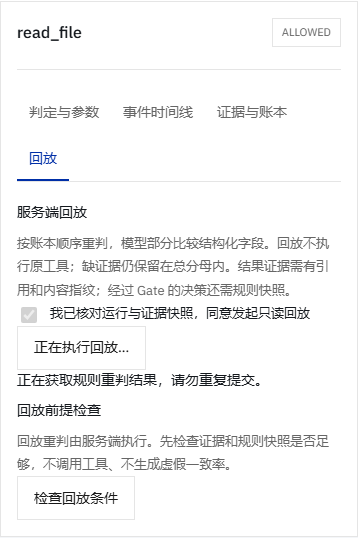 read_file
ALLOWED
判定与参数 事件时间线 证据与账本
回放
服务端回放
按账本顺序重判，模型部分比较结构化字段。回放不执
行原工具；缺证据仍保留在总分母内。结果证据需有引
用和内容指纹；经过 Gate 的决策还需规则快照。
我已核对运行与证据快照，同意发起只读回放
正在执行回放...
正在获取规则重判结果，请勿重复提交。
回放前提检查
回放重判由服务端执行。先检查证据和规则快照是否足
够，不调用工具、不生成虚假一致率。
检查回放条件